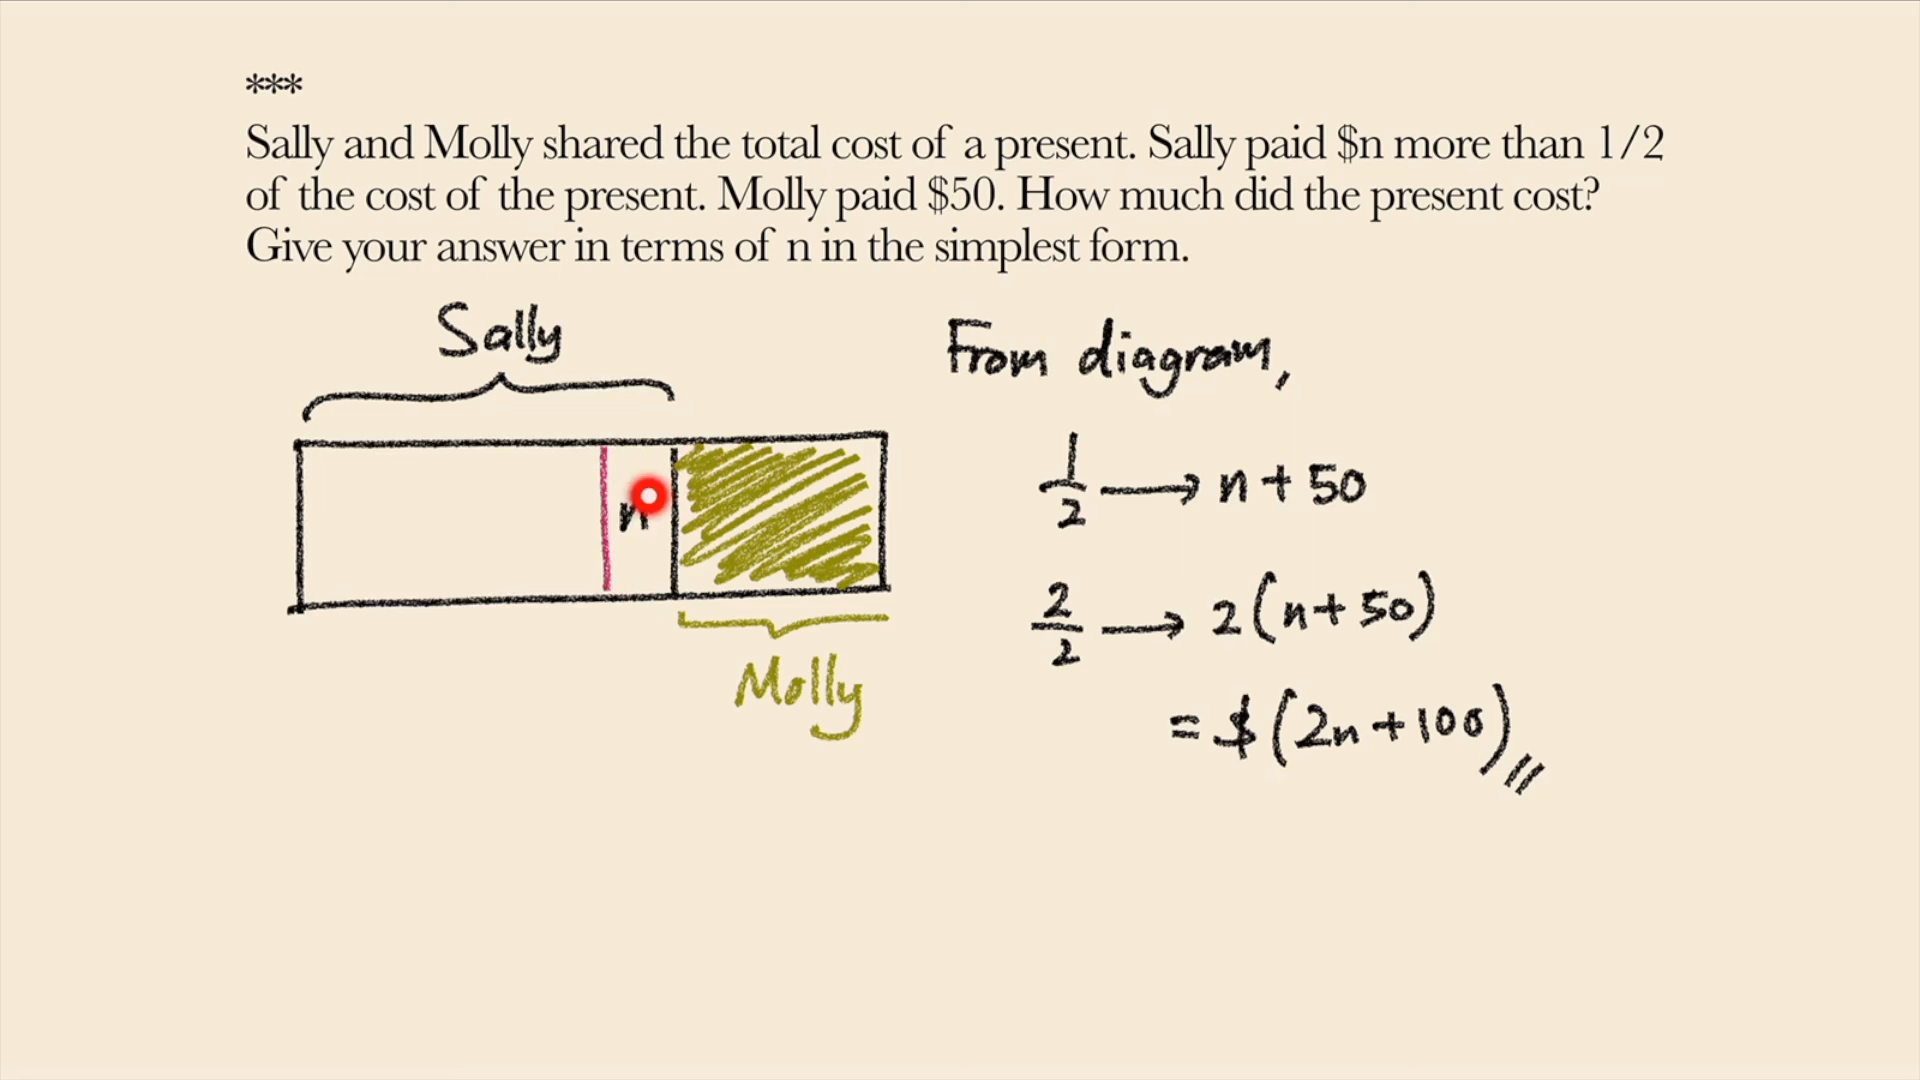 ***
Sally and Molly shared the total cost of a present. Sally paid $n more than 1/2
of the cost of the present. Molly paid $50. How much did the present cost?
Give your answer in terms of n in the simplest form.
Sally
n
Molly
From diagram,
1/2 → n + 50
2/2 → 2(n + 50)
= $(2n + 100)